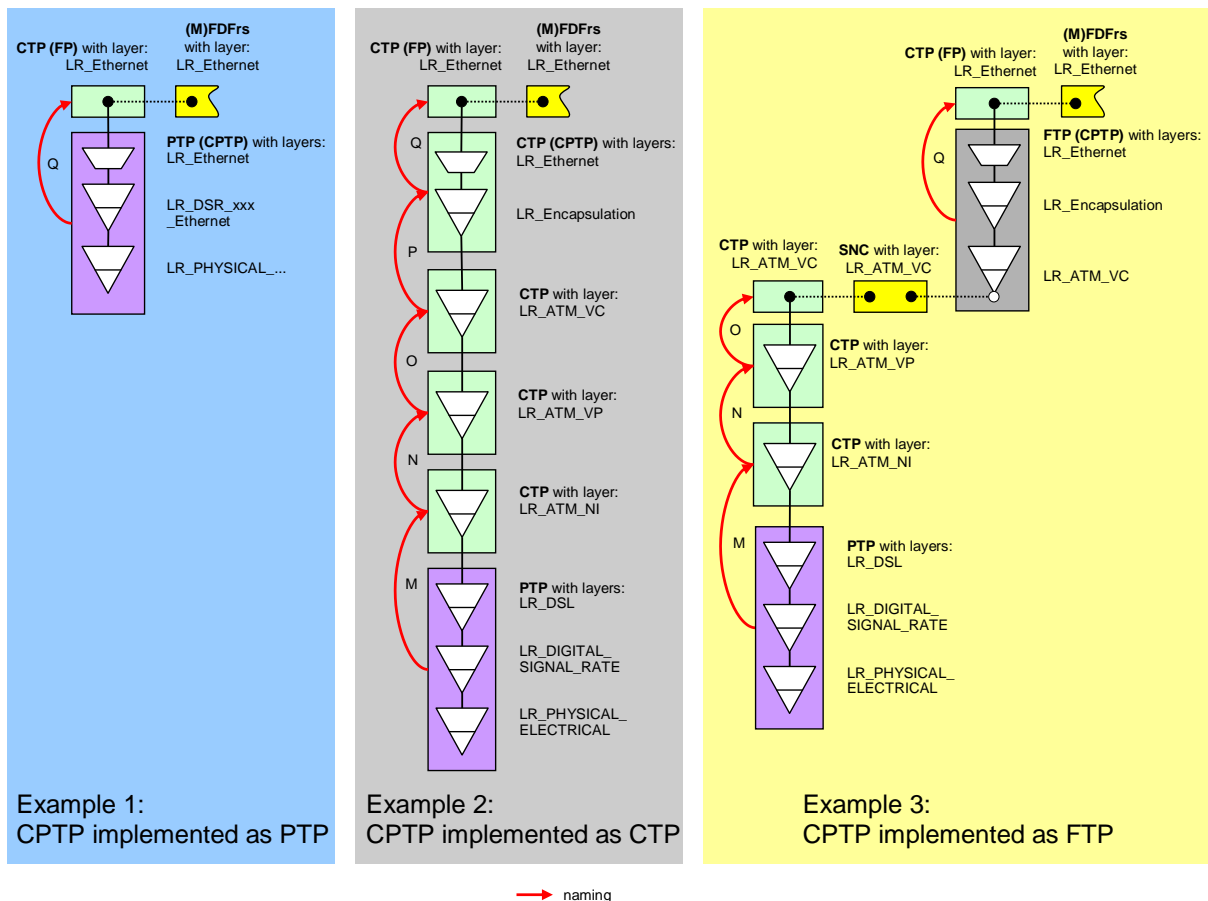 CTP (FP) with layer:
LR_Ethernet
(M)FDFrs
with layer:
LR_Ethernet
Q
PTP (CPTP) with layers:
LR_Ethernet
LR_DSR_xxx
_Ethernet
LR_PHYSICAL_...
Example 1:
CPTP implemented as PTP
CTP (FP) with layer:
LR_Ethernet
(M)FDFrs
with layer:
LR_Ethernet
Q
CTP (CPTP) with layers:
LR_Ethernet
LR_Encapsulation
P
CTP with layer:
LR_ATM_VC
O
CTP with layer:
LR_ATM_VP
N
CTP with layer:
LR_ATM_NI
M
PTP with layers:
LR_DSL
LR_DIGITAL_
SIGNAL_RATE
LR_PHYSICAL_
ELECTRICAL
Example 2:
CPTP implemented as CTP
CTP (FP) with layer:
LR_Ethernet
(M)FDFrs
with layer:
LR_Ethernet
Q
FTP (CPTP) with layers:
LR_Ethernet
LR_Encapsulation
LR_ATM_VC
CTP with layer:
LR_ATM_VC
SNC with layer:
LR_ATM_VC
O
CTP with layer:
LR_ATM_VP
N
CTP with layer:
LR_ATM_NI
M
PTP with layers:
LR_DSL
LR_DIGITAL_
SIGNAL_RATE
LR_PHYSICAL_
ELECTRICAL
Example 3:
CPTP implemented as FTP
naming